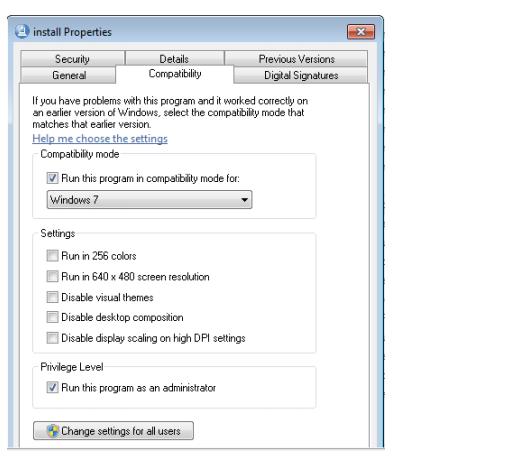 install Properties
Security Details Previous Versions
General Compatibility Digital Signatures
If you have problems with this program and it worked correctly on
an earlier version of Windows, select the compatibility mode that
matches that earlier version.
Help me choose the settings
Compatibility mode
Run this program in compatibility mode for:
Windows 7
Settings
Run in 256 colors
Run in 640 x 480 screen resolution
Disable visual themes
Disable desktop composition
Disable display scaling on high DPI settings
Privilege Level
Run this program as an administrator
Change settings for all users